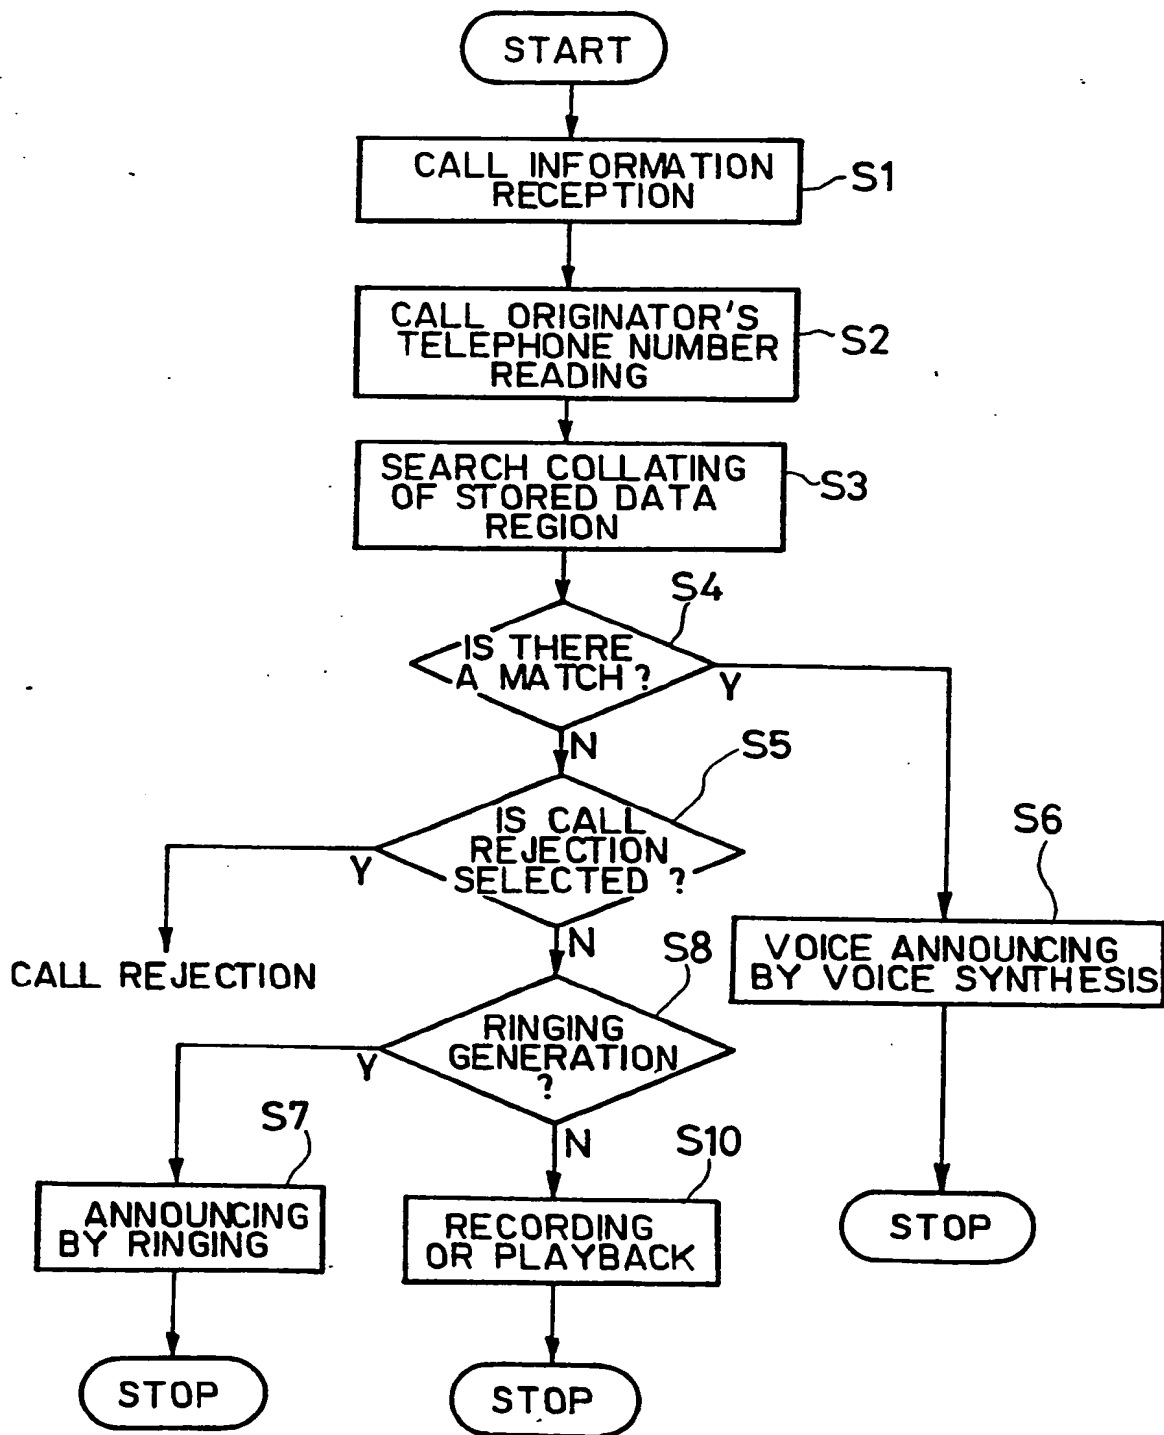 START
CALL INFORMATION
RECEPTION
S1
CALL ORIGINATOR'S
TELEPHONE NUMBER
READING
S2
SEARCH COLLATING
OF STORED DATA
REGION
S3
S4
IS THERE
A MATCH?
Y
N
S5
IS CALL
REJECTION
SELECTED ?
Y
N
CALL REJECTION
S6
VOICE ANNOUNCING
BY VOICE SYNTHESIS
S8
RINGING
GENERATION
?
Y
N
S7
ANNOUNCING
BY RINGING
S10
RECORDING
OR PLAYBACK
STOP
STOP
STOP